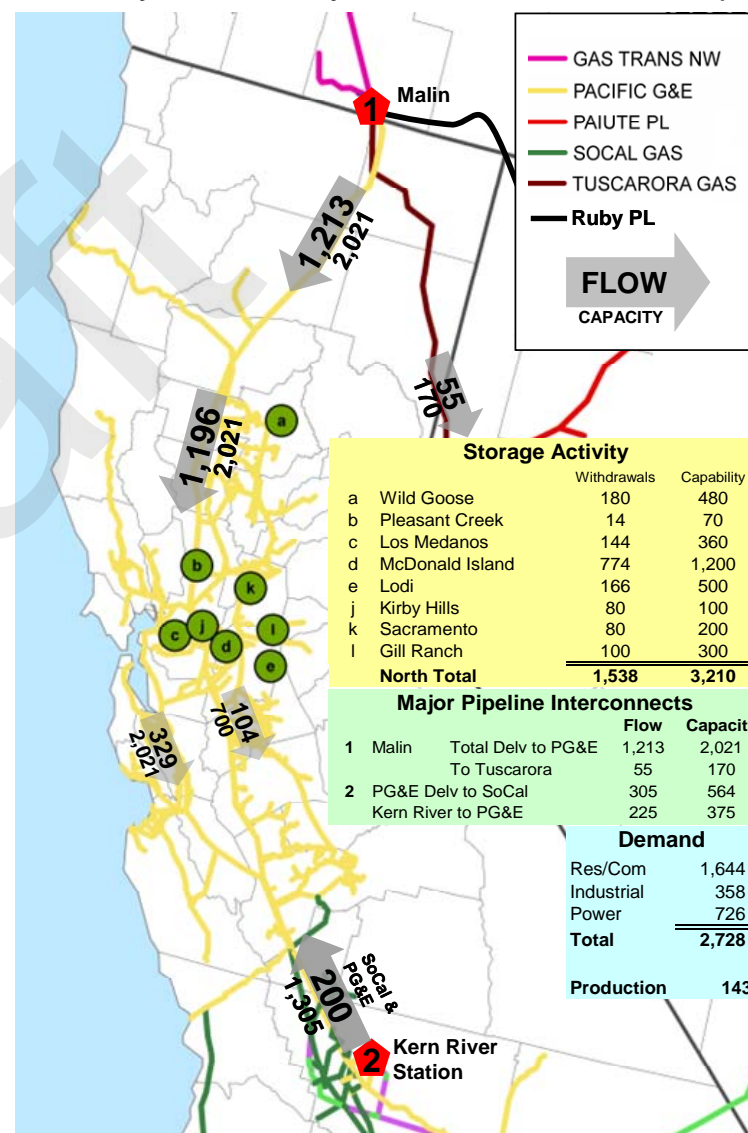 Malin
1
GAS TRANS NW
PACIFIC G&E
PAIUTE PL
SOCAL GAS
TUSCARORA GAS
Ruby PL
FLOW
CAPACITY
1,213
2,021
55
170
1,196
2,021
a
b
k
c
j
d
l
e
Storage Activity
Withdrawals Capability
a Wild Goose 180 480
b Pleasant Creek 14 70
c Los Medanos 144 360
d McDonald Island 774 1,200
e Lodi 166 500
j Kirby Hills 80 100
k Sacramento 80 200
l Gill Ranch 100 300
North Total 1,538 3,210
Major Pipeline Interconnects
Flow Capacit
1 Malin Total Delv to PG&E 1,213 2,021
To Tuscarora 55 170
2 PG&E Delv to SoCal 305 564
Kern River to PG&E 225 375
104
700
329
2,021
Demand
Res/Com 1,644
Industrial 358
Power 726
Total 2,728
Production 143
SoCal &
PG&E
200
1,305
2
Kern River
Station